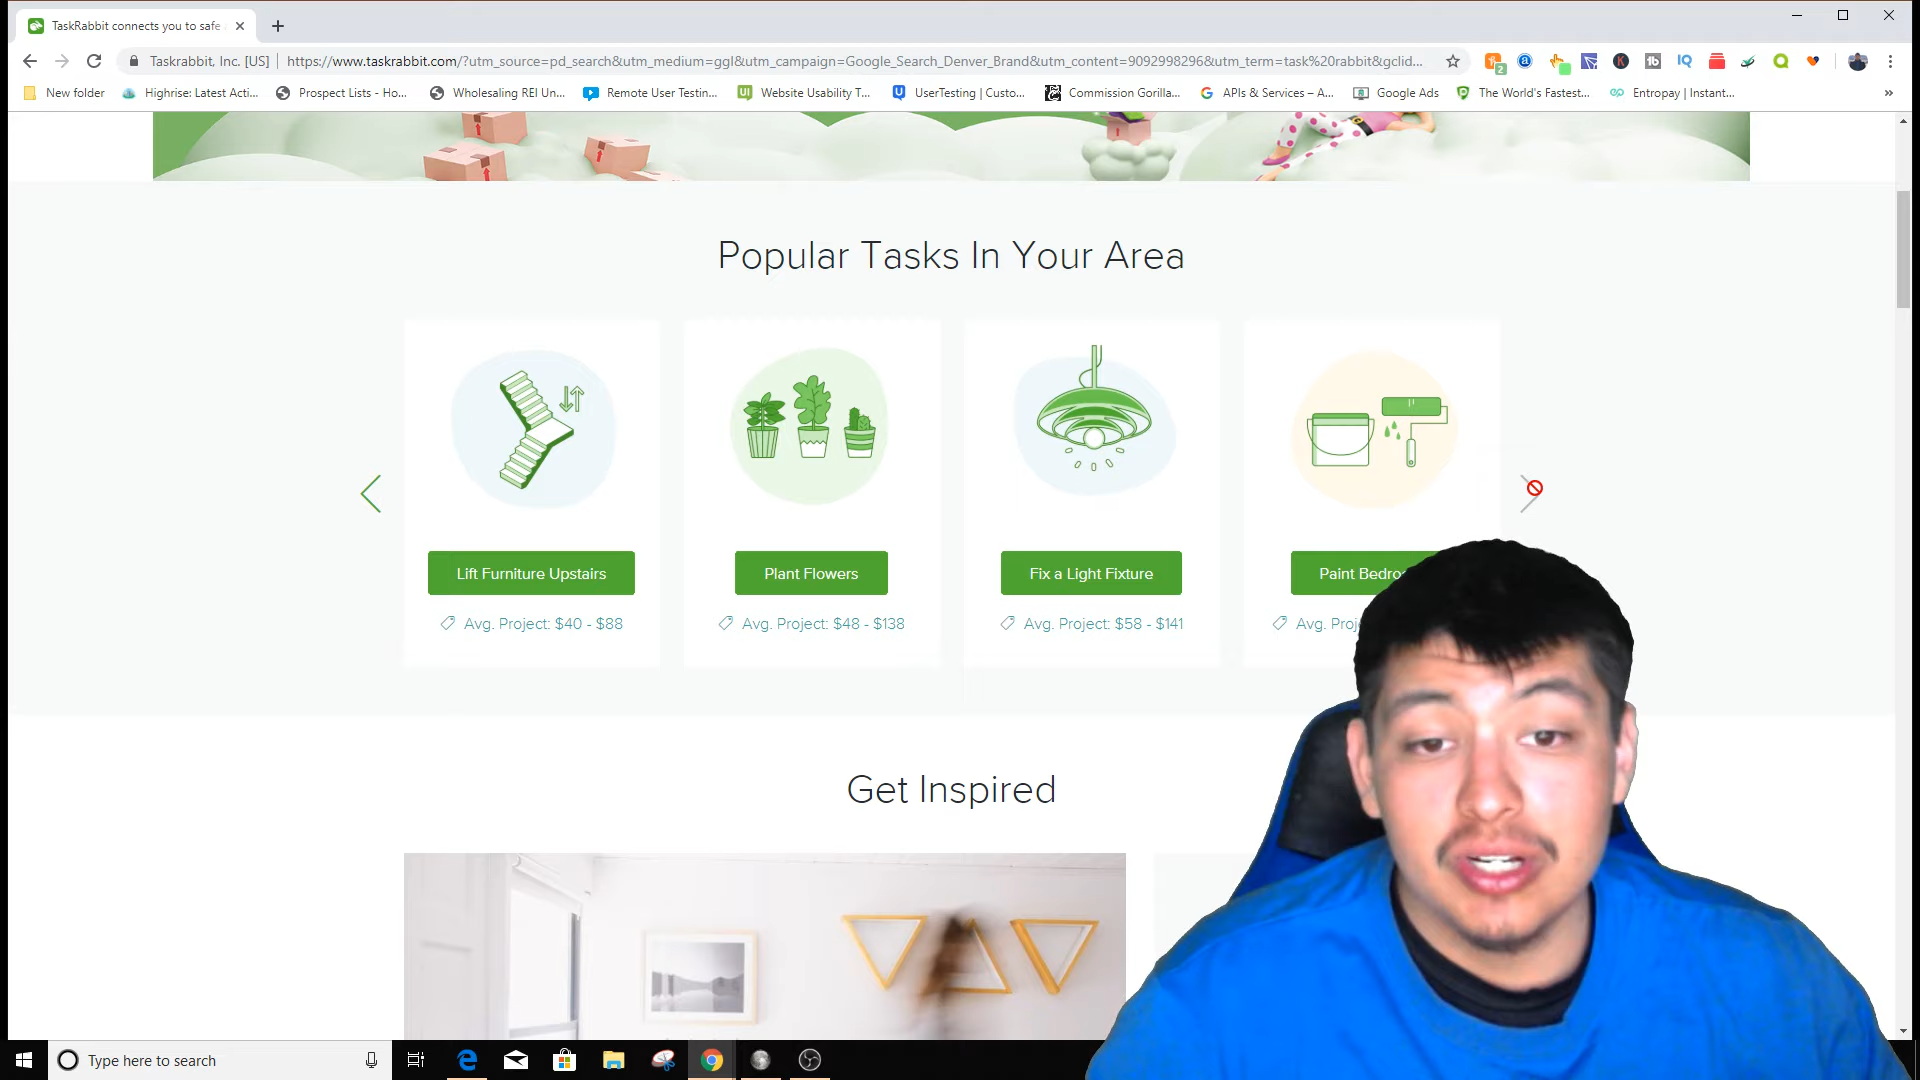 TaskRabbit connects you to safe
Taskrabbit, Inc. [US] https://www.taskrabbit.com/?utm_source=pd_search&utm_medium=ggl&utm_campaign=Google_Search_Denver_Brand&utm_content=9092998296&utm_term=task%20rabbit&gclid...
New folder Highrise: Latest Acti... Prospect Lists - Ho... Wholesaling REI Un... Remote User Testin... Website Usability T... UserTesting | Custo... Commission Gorilla... APIs & Services – A... Google Ads The World's Fastest... Entropay | Instant...
Popular Tasks In Your Area
Lift Furniture Upstairs Plant Flowers Fix a Light Fixture Paint Bedro
Avg. Project: $40 - $88 Avg. Project: $48 - $138 Avg. Project: $58 - $141 Avg. Proj
Get Inspired
Type here to search